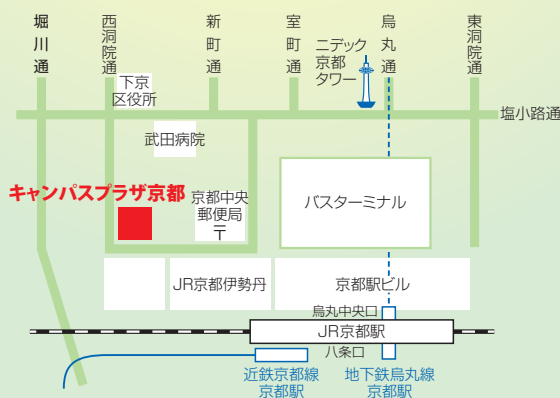 堀川通
西洞院通
新町通
室町通
ニデック
京都
タワー
烏丸通
東洞院通
下京
区役所
塩小路通
武田病院
キャンパスプラザ京都
京都中央
郵便局
〒
バスターミナル
JR京都伊勢丹
京都駅ビル
烏丸中央口
JR京都駅
八条口
近鉄京都線
京都駅
地下鉄烏丸線
京都駅